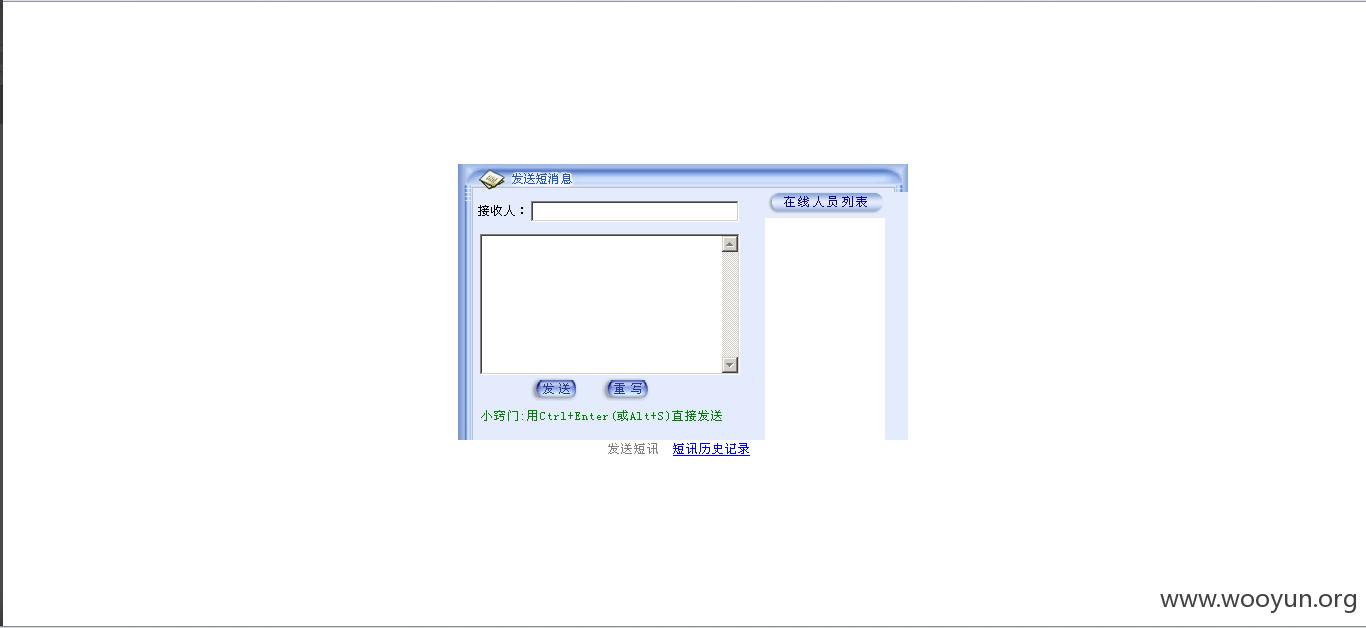 发送短消息
在线人员列表
接收人：
发送 重写
小窍门:用Ctrl+Enter(或Alt+S)直接发送
发送短讯 短讯历史记录
www.wooyun.org